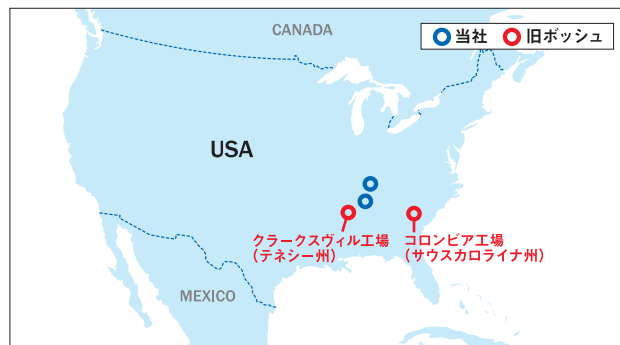 CANADA
当社 旧ボッシュ
USA
クラークスヴィル工場
（テネシー州）
コロンビア工場
（サウスカロライナ州）
MEXICO